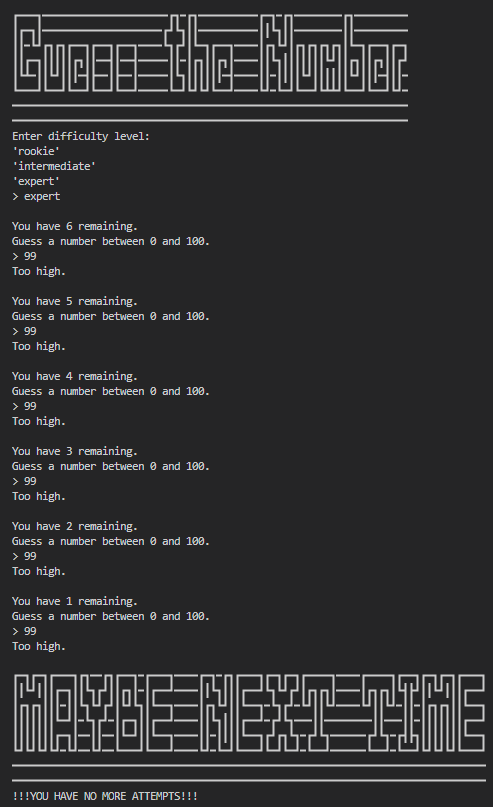 Guess the Number
Enter difficulty level:
'rookie'
'intermediate'
'expert'
> expert
You have 6 remaining.
Guess a number between 0 and 100.
> 99
Too high.
You have 5 remaining.
Guess a number between 0 and 100.
> 99
Too high.
You have 4 remaining.
Guess a number between 0 and 100.
> 99
Too high.
You have 3 remaining.
Guess a number between 0 and 100.
> 99
Too high.
You have 2 remaining.
Guess a number between 0 and 100.
> 99
Too high.
You have 1 remaining.
Guess a number between 0 and 100.
> 99
Too high.
MAYBE NEXT TIME
!!!YOU HAVE NO MORE ATTEMPTS!!!